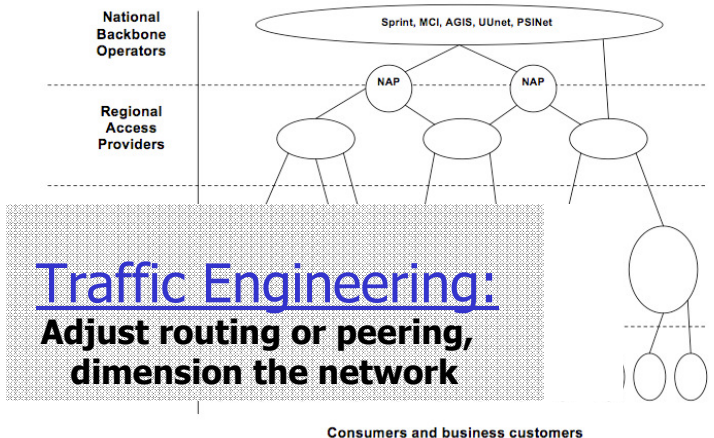 National
Backbone
Operators
Sprint, MCI, AGIS, UUnet, PSINet
NAP
NAP
Regional
Access
Providers
Traffic Engineering:
Adjust routing or peering,
dimension the network
Consumers and business customers